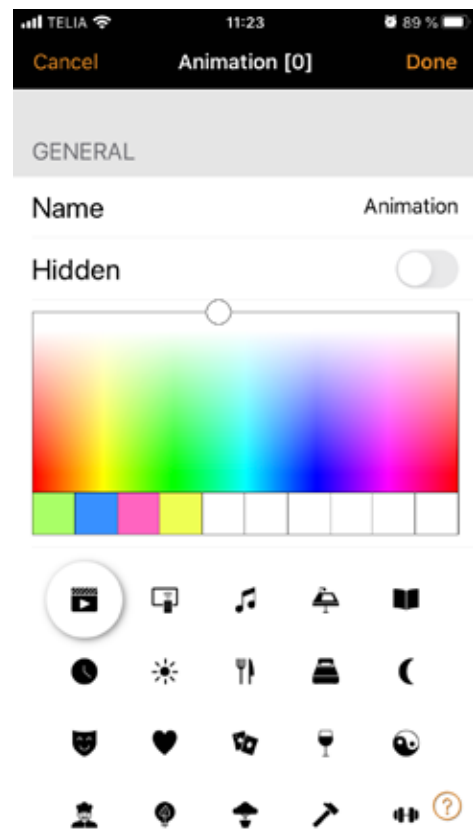 TELIA 11:23 89 %
Cancel Animation [0] Done
GENERAL
Name Animation
Hidden
?